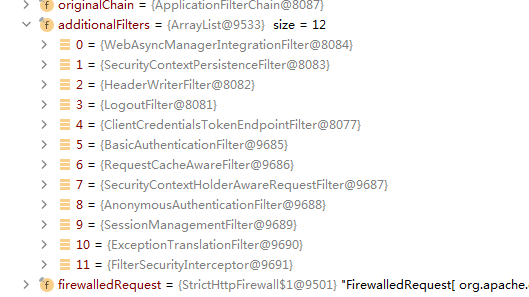 originalChain = {ApplicationFilterChain@8087}
additionalFilters = {ArrayList@9533} size = 12
0 = {WebAsyncManagerIntegrationFilter@8084}
1 = {SecurityContextPersistenceFilter@8083}
2 = {HeaderWriterFilter@8082}
3 = {LogoutFilter@8081}
4 = {ClientCredentialsTokenEndpointFilter@8077}
5 = {BasicAuthenticationFilter@9685}
6 = {RequestCacheAwareFilter@9686}
7 = {SecurityContextHolderAwareRequestFilter@9687}
8 = {AnonymousAuthenticationFilter@9688}
9 = {SessionManagementFilter@9689}
10 = {ExceptionTranslationFilter@9690}
11 = {FilterSecurityInterceptor@9691}
firewalledRequest = {StrictHttpFirewall$1@9501} "FirewalledRequest[ org.apache.